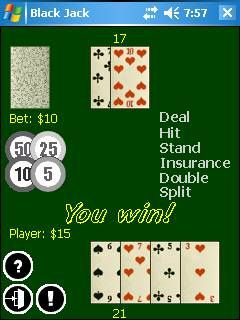 Black Jack 7:57
17
Bet: $10
Deal
Hit
Stand
Insurance
Double
Split
50 25
10 5
You win!
Player: $15
?
!
21